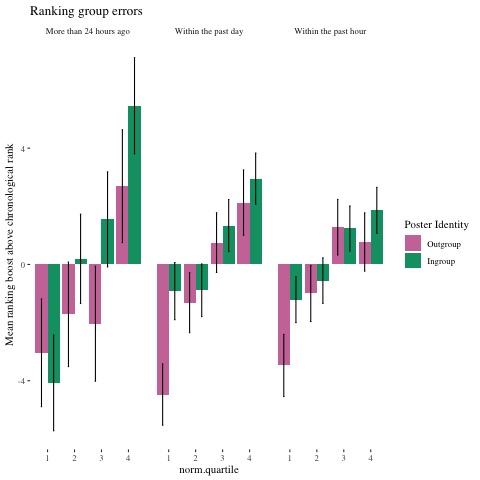 Ranking group errors
More than 24 hours ago Within the past day Within the past hour
Mean ranking boost above chronological rank
4
0
-4
1 2 3 4 1 2 3 4 1 2 3 4
norm.quartile
Poster Identity
Outgroup
Ingroup